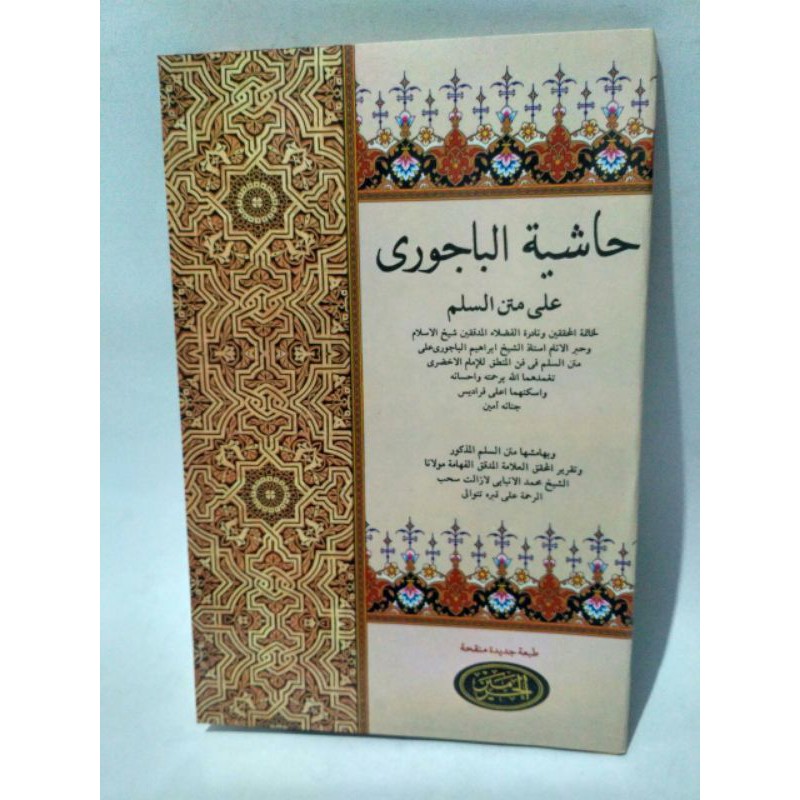 حاشية الباجورى
على متن السلم
لخاتمة المحققين ونادرة الفضلاء المدققين شيخ الاسلام
وحبر الانام استاذ الشيخ ابراهيم الباجورى على
متن السلم فى فن المنطق للإمام الاخضرى
تغمدهما الله برحمته واحسانه
واسكنهما اعلى فراديس
جنانه آمين
وبهامشها متن السلم المذكور
وتقرير المحقق العلامة المدقق الفهامة مولانا
الشيخ محمد الانبابى لازالت سحب
الرحمة على قبره تتوالى
طبعة جديدة منقحة
الحرمين